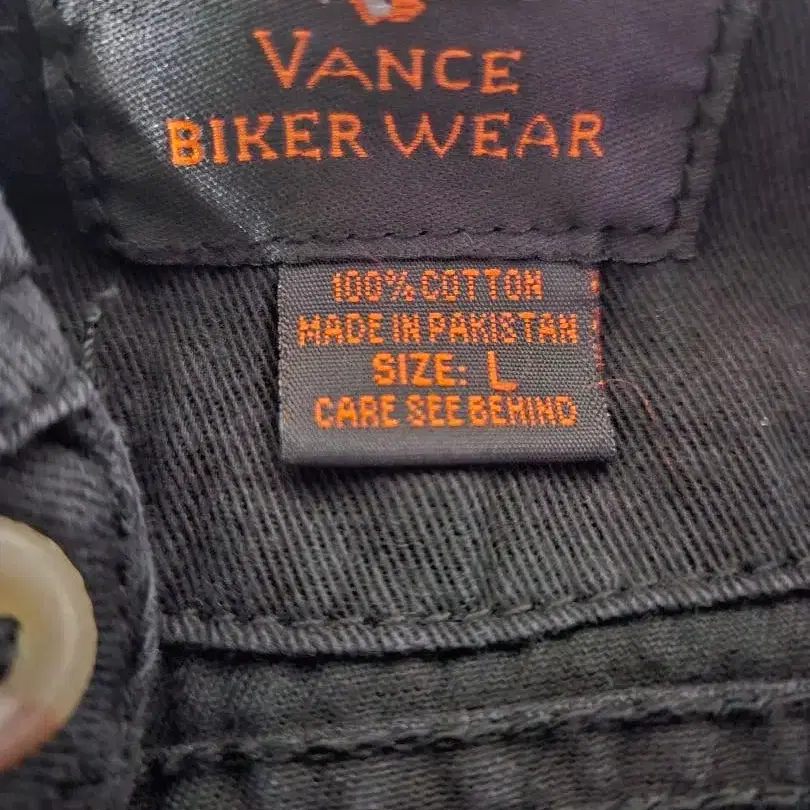 VANCE
BIKER WEAR
100% COTTON
MADE IN PAKISTAN
SIZE: L
CARE SEE BEHIND